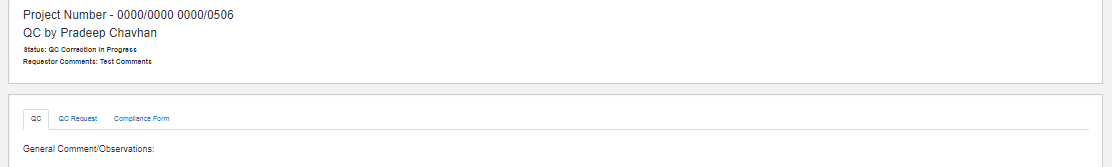 Project Number - 0000/0000 0000/0506
QC by Pradeep Chavhan
Status: QC Correction In Progress
Requestor Comments: Test Comments
QC QC Request Compliance Form
General Comment/Observations: